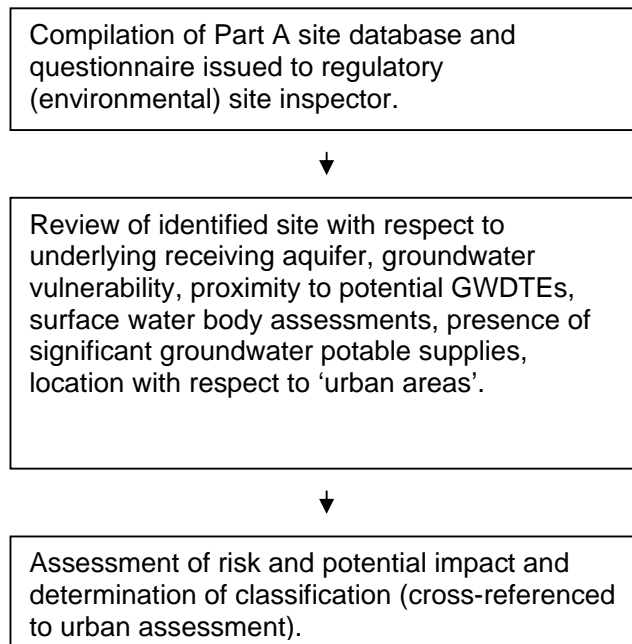 Compilation of Part A site database and
questionnaire issued to regulatory
(environmental) site inspector.
Review of identified site with respect to
underlying receiving aquifer, groundwater
vulnerability, proximity to potential GWDTEs,
surface water body assessments, presence of
significant groundwater potable supplies,
location with respect to ‘urban areas’.
Assessment of risk and potential impact and
determination of classification (cross-referenced
to urban assessment).